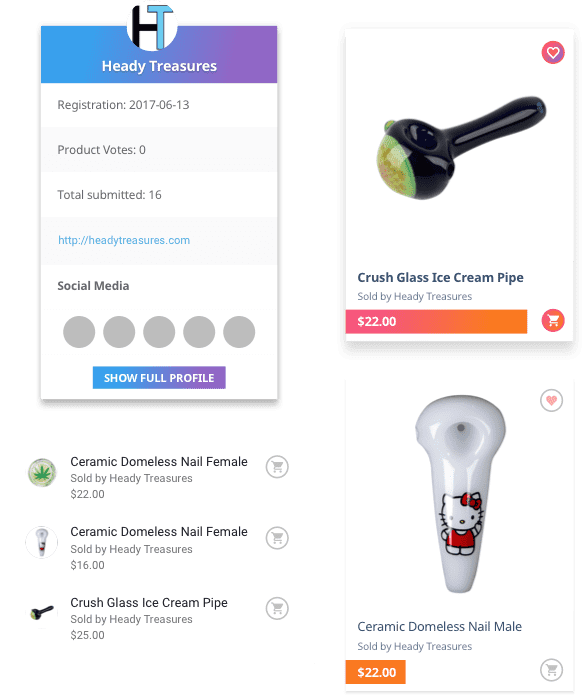 HT
Heady Treasures
Registration: 2017-06-13
Product Votes: 0
Total submitted: 16
http://headytreasures.com
Social Media
SHOW FULL PROFILE
Ceramic Domeless Nail Female
Sold by Heady Treasures
$22.00
Ceramic Domeless Nail Female
Sold by Heady Treasures
$16.00
Crush Glass Ice Cream Pipe
Sold by Heady Treasures
$25.00
Crush Glass Ice Cream Pipe
Sold by Heady Treasures
$22.00
Ceramic Domeless Nail Male
Sold by Heady Treasures
$22.00